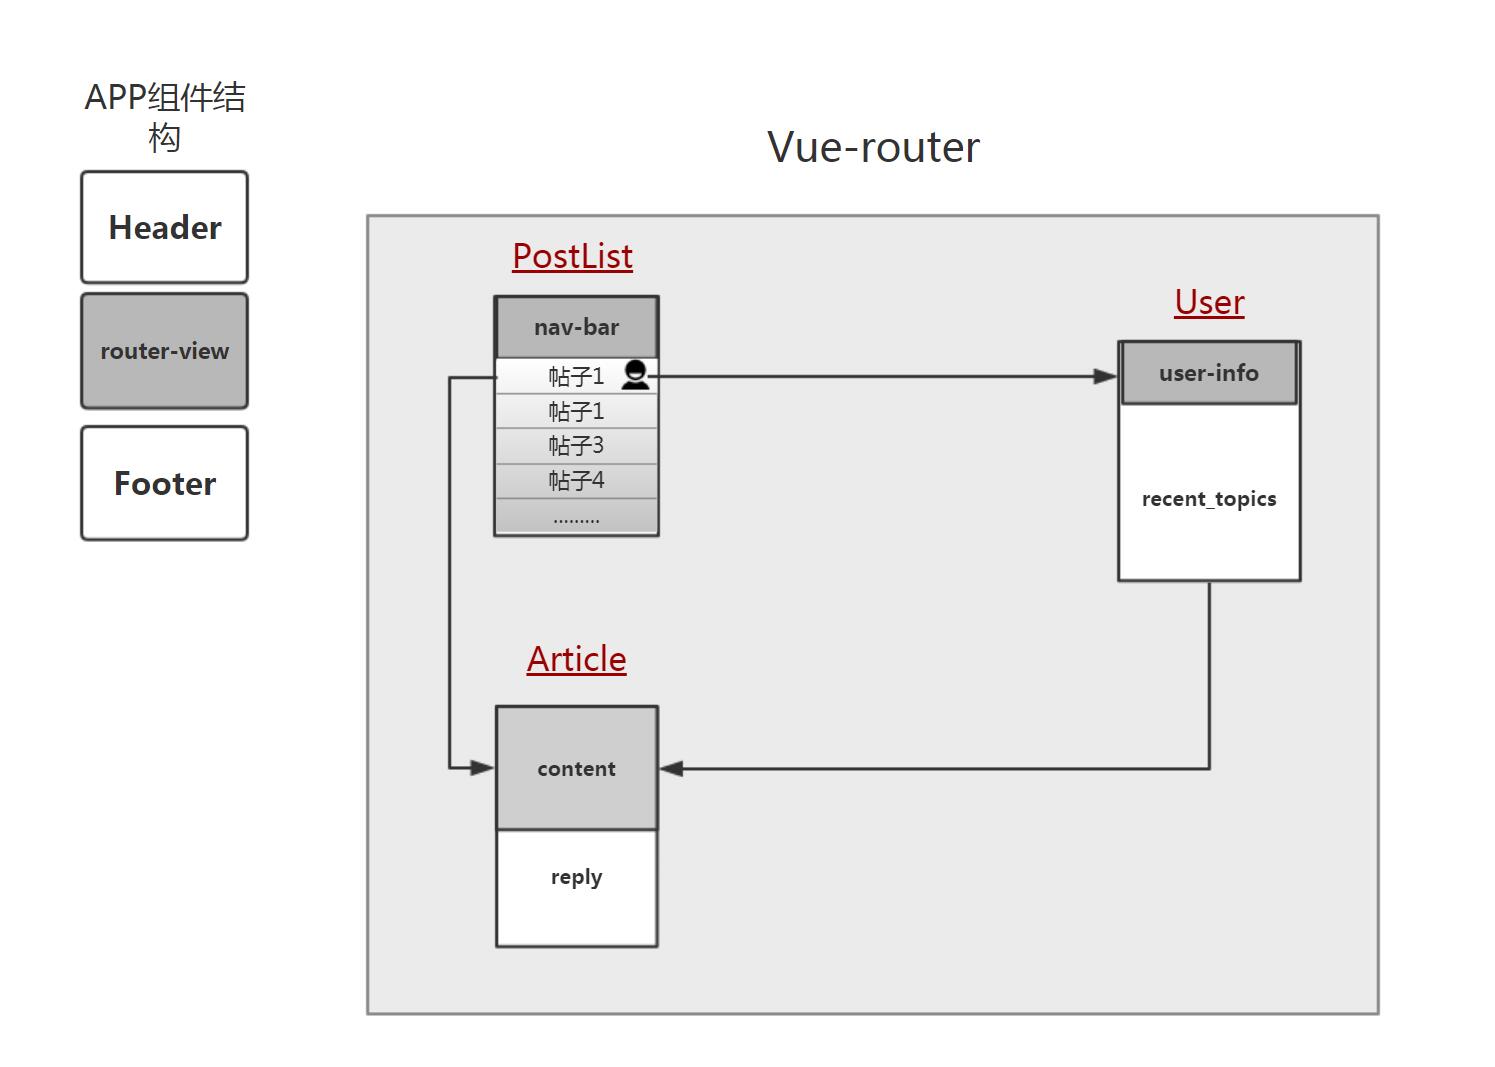 APP组件结
构
Header
router-view
Footer
Vue-router
PostList
nav-bar
帖子1
帖子1
帖子3
帖子4
.........
User
user-info
recent_topics
Article
content
reply